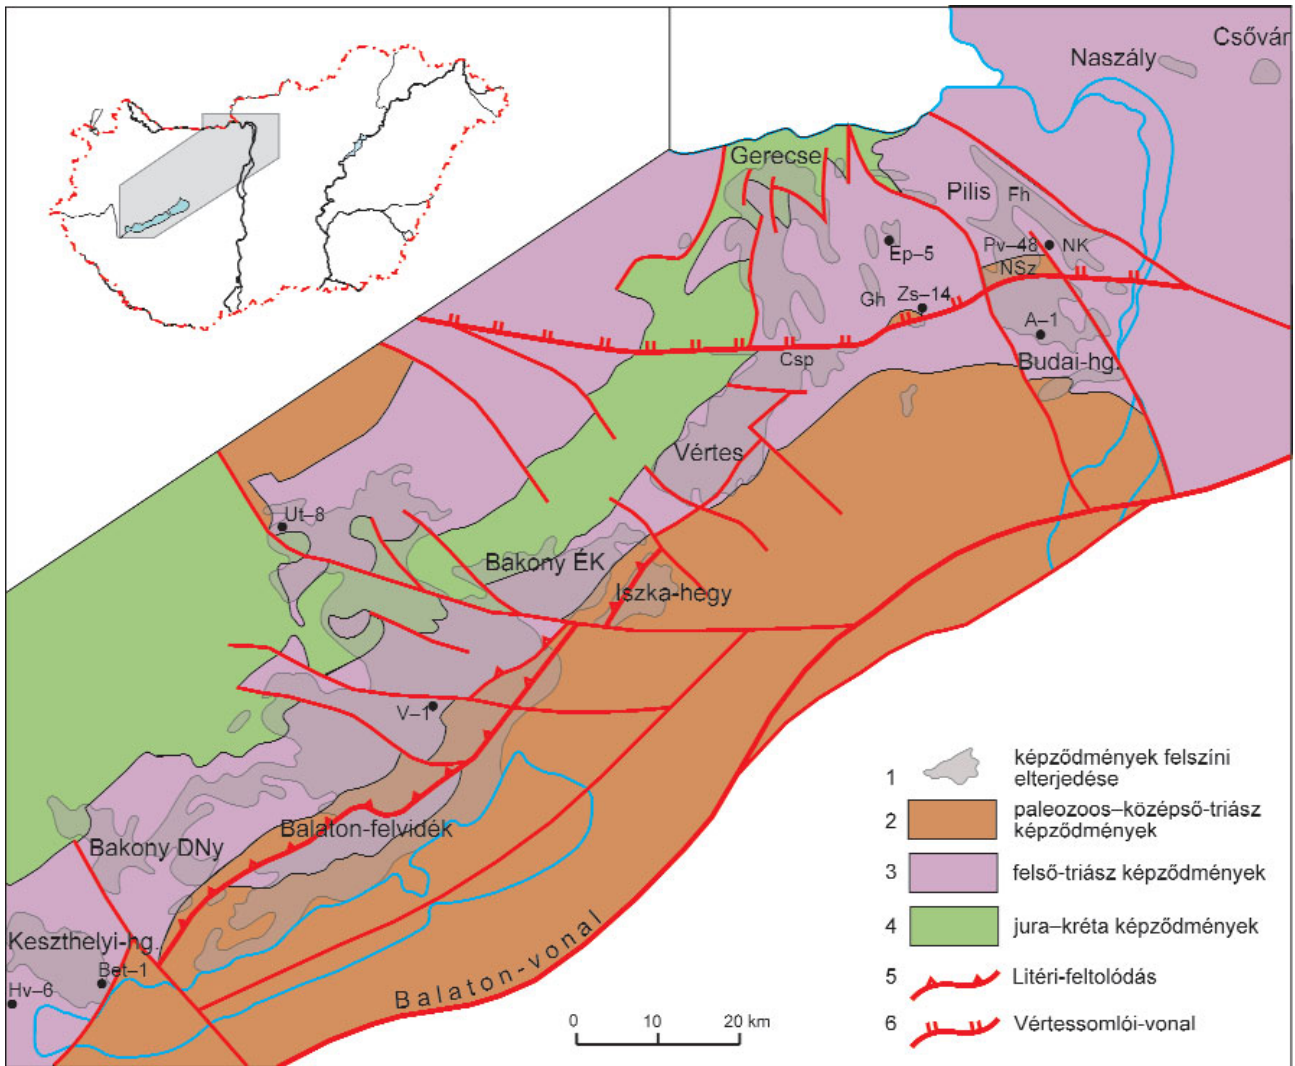 Csővár
Naszály
Gerecse
Pilis
Fh
Pv–48
NK
NSz
Ep–5
Gh
Zs–14
A–1
Csp
Budai-hg.
Vértes
Ut–8
Bakony ÉK
Iszka-hegy
V–1
Balaton-felvidék
Bakony DNy
Keszthelyi-hg.
Bet–1
Hv–6
Balaton-vonal
0 10 20 km
1 képződmények felszíni
elterjedése
2 paleozoos–középső-triász
képződmények
3 felső-triász képződmények
4 jura–kréta képződmények
5 Litéri-feltolódás
6 Vértessomlói-vonal